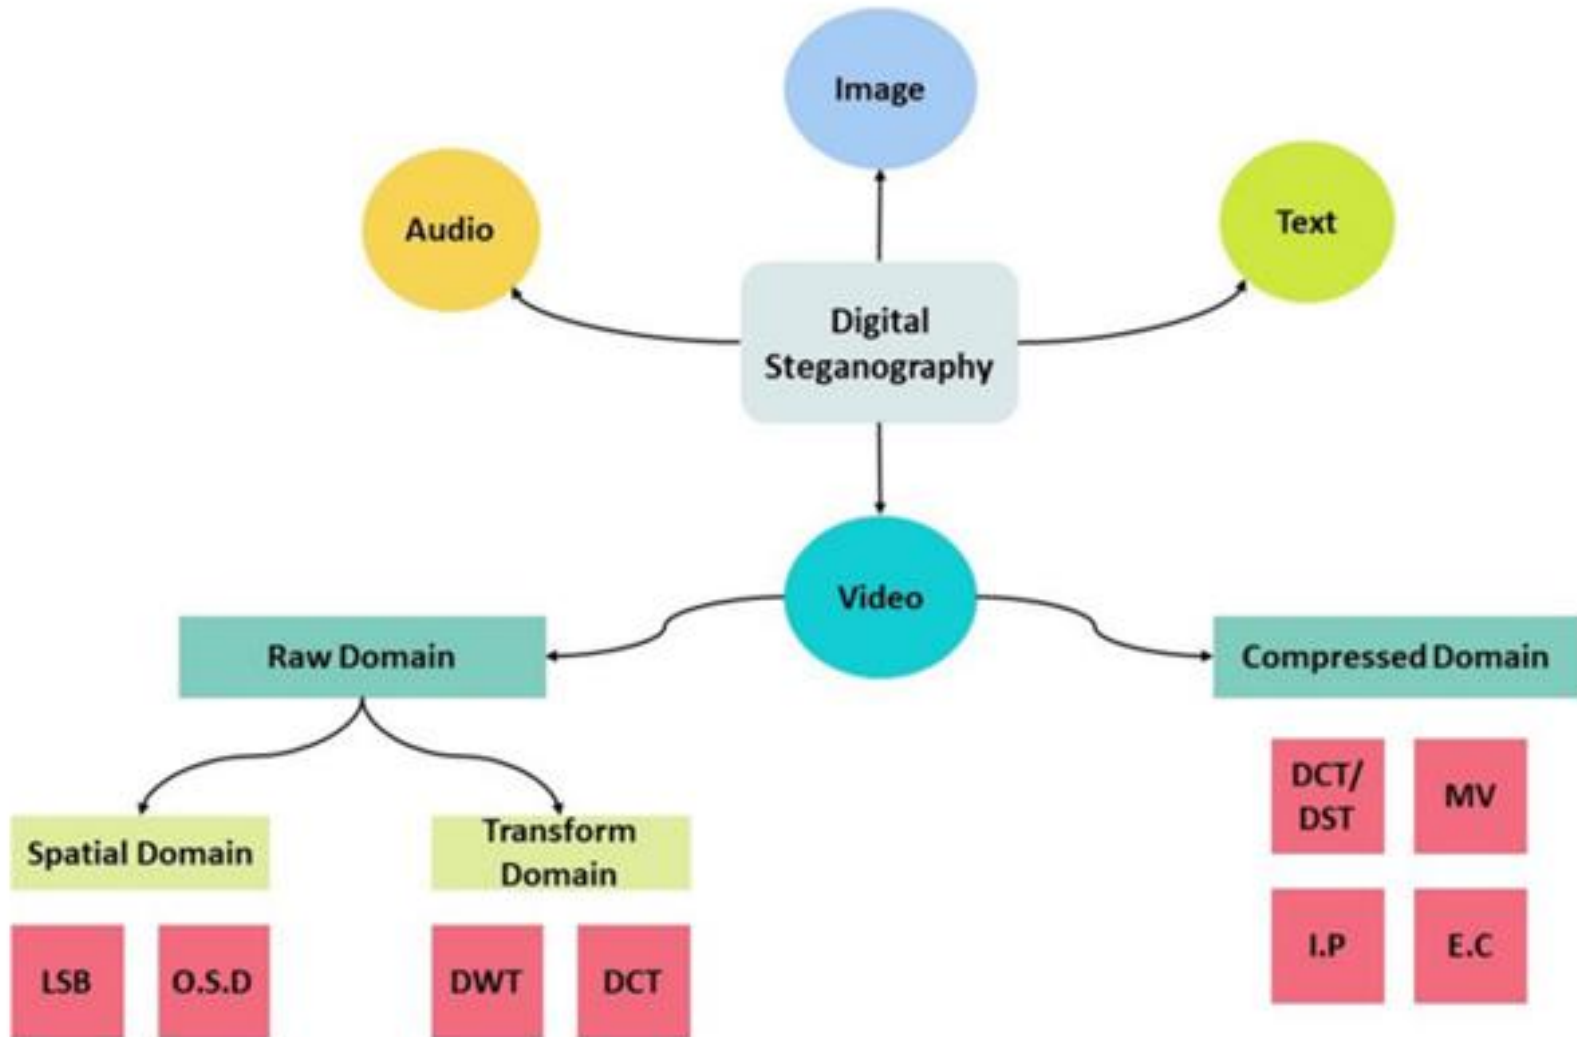 Image
Audio
Text
Digital
Steganography
Video
Raw Domain
Compressed Domain
Spatial Domain
Transform
Domain
LSB
O.S.D
DWT
DCT
DCT/
DST
MV
I.P
E.C